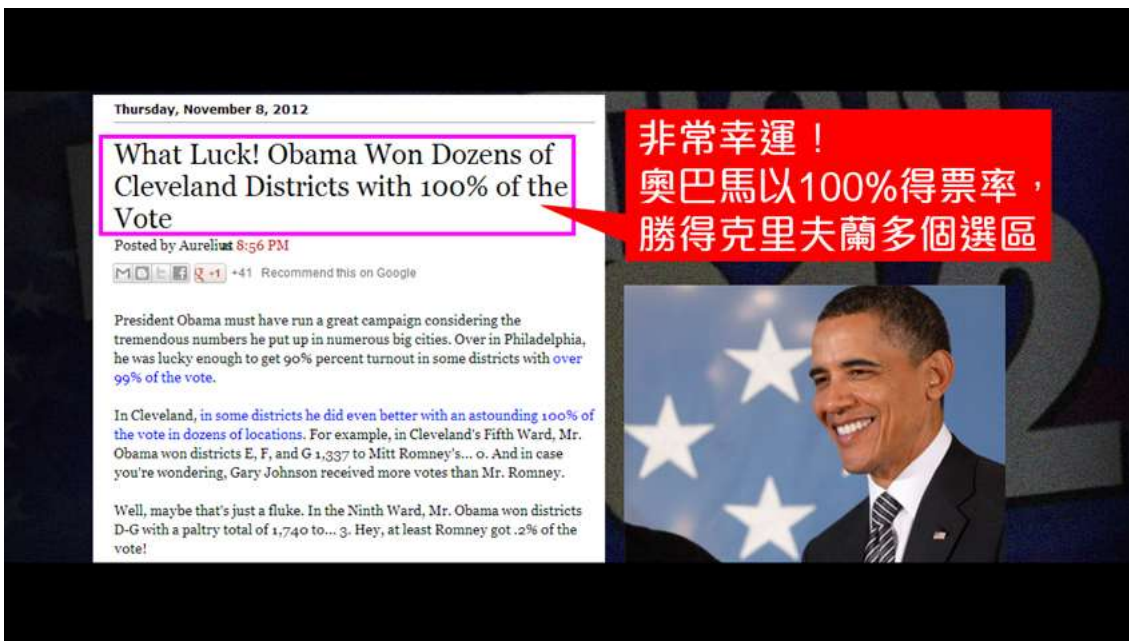 Thursday, November 8, 2012
What Luck! Obama Won Dozens of
Cleveland Districts with 100% of the
Vote
Posted by Aurelius at 8:56 PM
+1 +41 Recommend this on Google
President Obama must have run a great campaign considering the
tremendous numbers he put up in numerous big cities. Over in Philadelphia,
he was lucky enough to get 90% percent turnout in some districts with over
99% of the vote.
In Cleveland, in some districts he did even better with an astounding 100% of
the vote in dozens of locations. For example, in Cleveland's Fifth Ward, Mr.
Obama won districts E, F, and G 1,337 to Mitt Romney's... 0. And in case
you're wondering, Gary Johnson received more votes than Mr. Romney.
Well, maybe that's just a fluke. In the Ninth Ward, Mr. Obama won districts
D-G with a paltry total of 1,740 to... 3. Hey, at least Romney got .2% of the
vote!
非常幸運！
奧巴馬以100%得票率，
勝得克里夫蘭多個選區